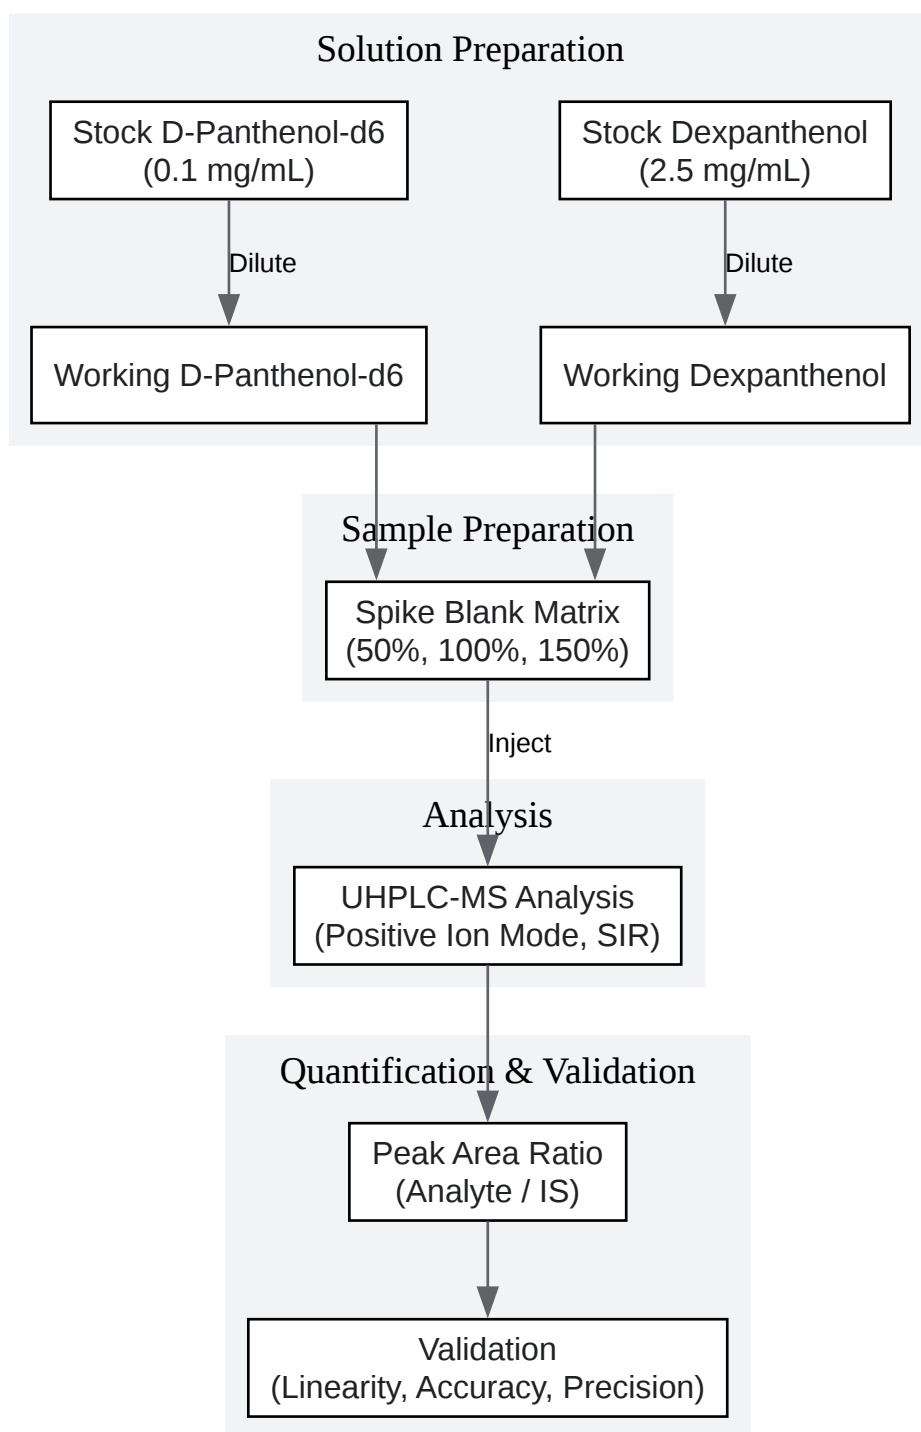 Solution Preparation
Stock D-Panthenol-d6
(0.1 mg/mL)
Stock Dexpanthenol
(2.5 mg/mL)
Dilute
Dilute
Working D-Panthenol-d6
Working Dexpanthenol
Sample Preparation
Spike Blank Matrix
(50%, 100%, 150%)
Inject
Analysis
UHPLC-MS Analysis
(Positive Ion Mode, SIR)
Quantification & Validation
Peak Area Ratio
(Analyte / IS)
Validation
(Linearity, Accuracy, Precision)